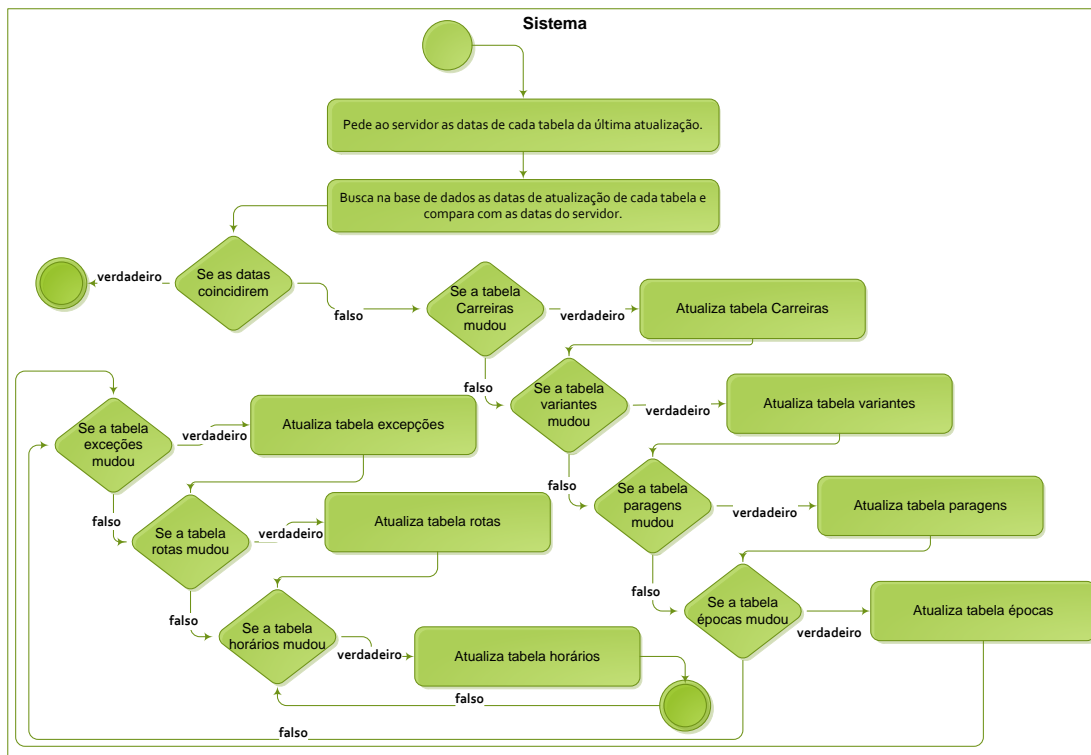 Sistema
Pede ao servidor as datas de cada tabela da última atualização.
Busca na base de dados as datas de atualização de cada tabela e
compara com as datas do servidor.
Se as datas
coincidirem
verdadeiro
falso
Se a tabela
Carreiras
mudou
verdadeiro
Atualiza tabela Carreiras
falso
Se a tabela
variantes
mudou
verdadeiro
Atualiza tabela variantes
falso
Se a tabela
paragens
mudou
verdadeiro
Atualiza tabela paragens
falso
Se a tabela
épocas mudou
verdadeiro
Atualiza tabela épocas
falso
Se a tabela
exceções
mudou
verdadeiro
Atualiza tabela excepções
falso
Se a tabela
rotas mudou
verdadeiro
Atualiza tabela rotas
falso
Se a tabela
horários mudou
verdadeiro
Atualiza tabela horários
falso